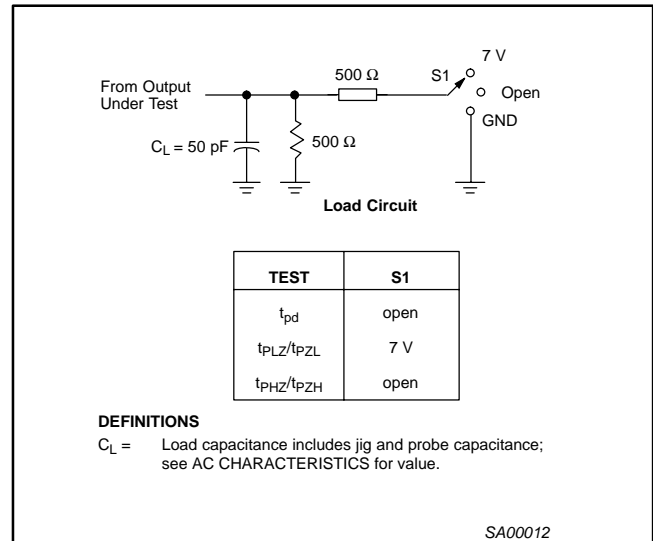 7 V
500 Ω
S1
From Output
Under Test
Open
GND
C_L = 50 pF
500 Ω
Load Circuit
TEST S1
t_pd open
t_PLZ/t_PZL 7 V
t_PHZ/t_PZH open
DEFINITIONS
C_L = Load capacitance includes jig and probe capacitance;
see AC CHARACTERISTICS for value.
SA00012